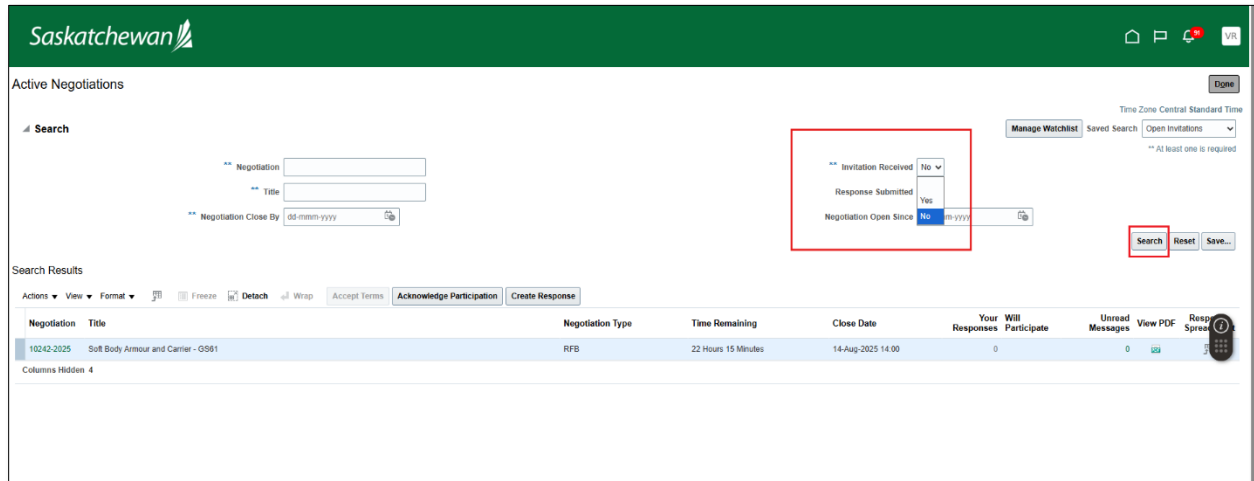 Saskatchewan
91
VR
Active Negotiations
Done
Time Zone Central Standard Time
Search
Manage Watchlist Saved Search Open Invitations
** At least one is required
** Negotiation
** Invitation Received No
** Title
Response Submitted
Yes
** Negotiation Close By dd-mmm-yyyy
Negotiation Open Since No m-yyyy
Search Reset Save...
Search Results
Actions View Format Freeze Detach Wrap Accept Terms Acknowledge Participation Create Response
Negotiation Title Negotiation Type Time Remaining Close Date Your Responses Will Participate Unread Messages View PDF
10242-2025 Soft Body Armour and Carrier - GS61 RFB 22 Hours 15 Minutes 14-Aug-2025 14:00 0 0
Columns Hidden 4